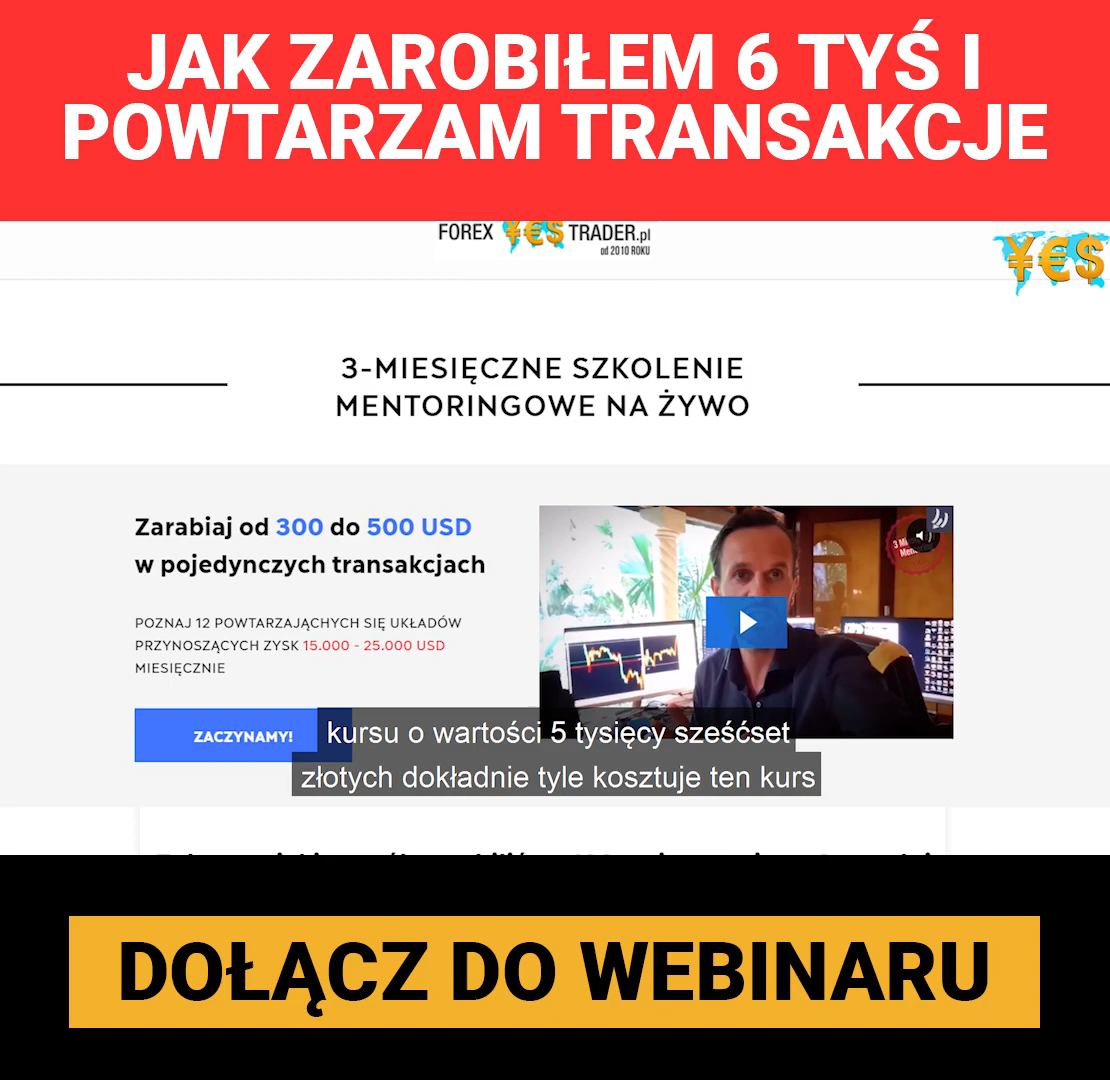 JAK ZAROBIŁEM 6 TYŚ I
POWTARZAM TRANSAKCJE
FOREX ¥€$ TRADER.pl
od 2010 ROKU
¥€$
3-MIESIĘCZNE SZKOLENIE
MENTORINGOWE NA ŻYWO
Zarabiaj od 300 do 500 USD
w pojedynczych transakcjach
POZNAJ 12 POWTARZAJĄCHYCH SIĘ UKŁADÓW
PRZYNOSZĄCYCH ZYSK 15.000 - 25.000 USD
MIESIĘCZNIE
ZACZYNAMY!
kursu o wartości 5 tysięcy sześćset
złotych dokładnie tyle kosztuje ten kurs
DOŁĄCZ DO WEBINARU